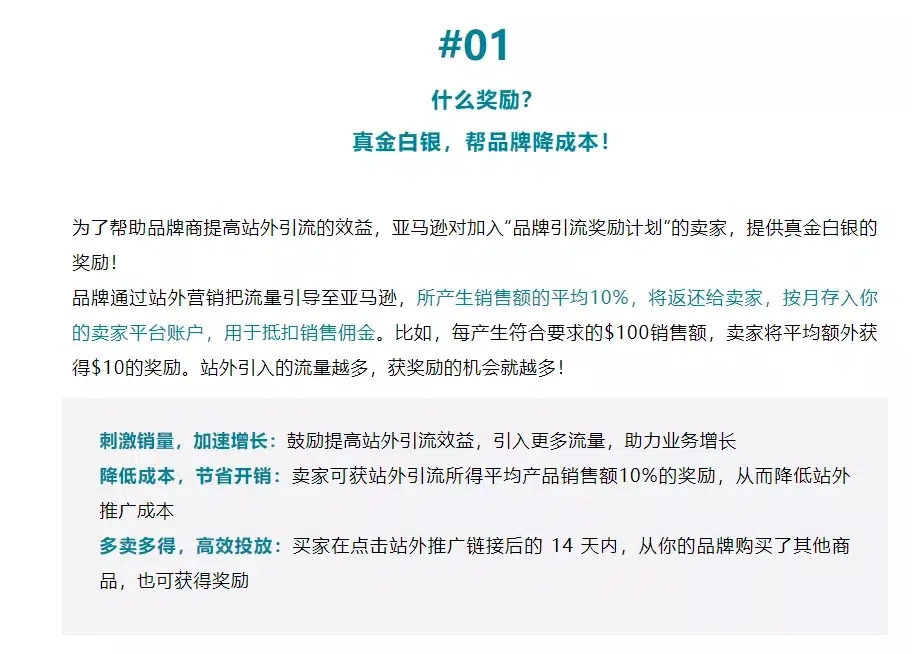 #01
什么奖励？
真金白银，帮品牌降成本！
为了帮助品牌商提高站外引流的效益，亚马逊对加入“品牌引流奖励计划”的卖家，提供真金白银的
奖励！
品牌通过站外营销把流量引导至亚马逊，所产生销售额的平均10%，将返还给卖家，按月存入你
的卖家平台账户，用于抵扣销售佣金。比如，每产生符合要求的$100销售额，卖家将平均额外获
得$10的奖励。站外引入的流量越多，获奖励的机会就越多！
刺激销量，加速增长：鼓励提高站外引流效益，引入更多流量，助力业务增长
降低成本，节省开销：卖家可获站外引流所得平均产品销售额10%的奖励，从而降低站外
推广成本
多卖多得，高效投放：买家在点击站外推广链接后的 14 天内，从你的品牌购买了其他商
品，也可获得奖励